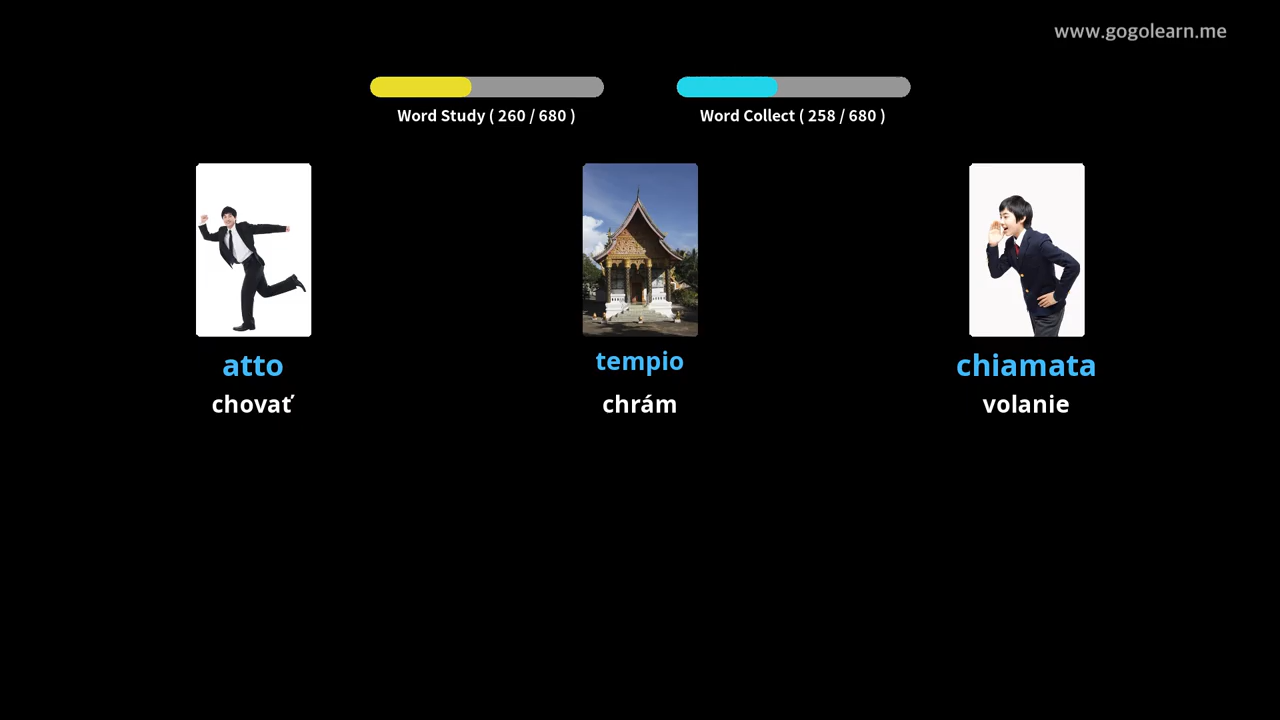 www.gogolearn.me
Word Study ( 260 / 680 )
Word Collect ( 258 / 680 )
atto
tempio
chiamata
chovať
chrám
volanie